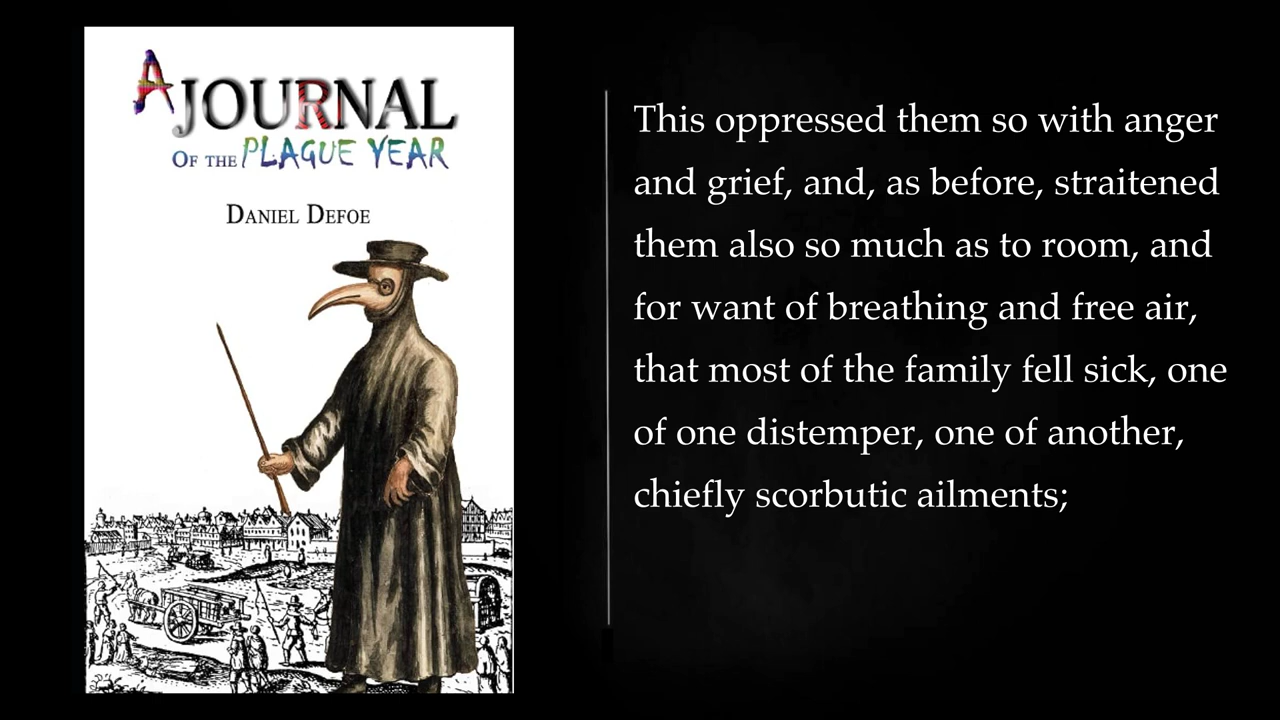 A JOURNAL
OF THE PLAGUE YEAR
DANIEL DEFOE
This oppressed them so with anger
and grief, and, as before, straitened
them also so much as to room, and
for want of breathing and free air,
that most of the family fell sick, one
of one distemper, one of another,
chiefly scorbutic ailments;